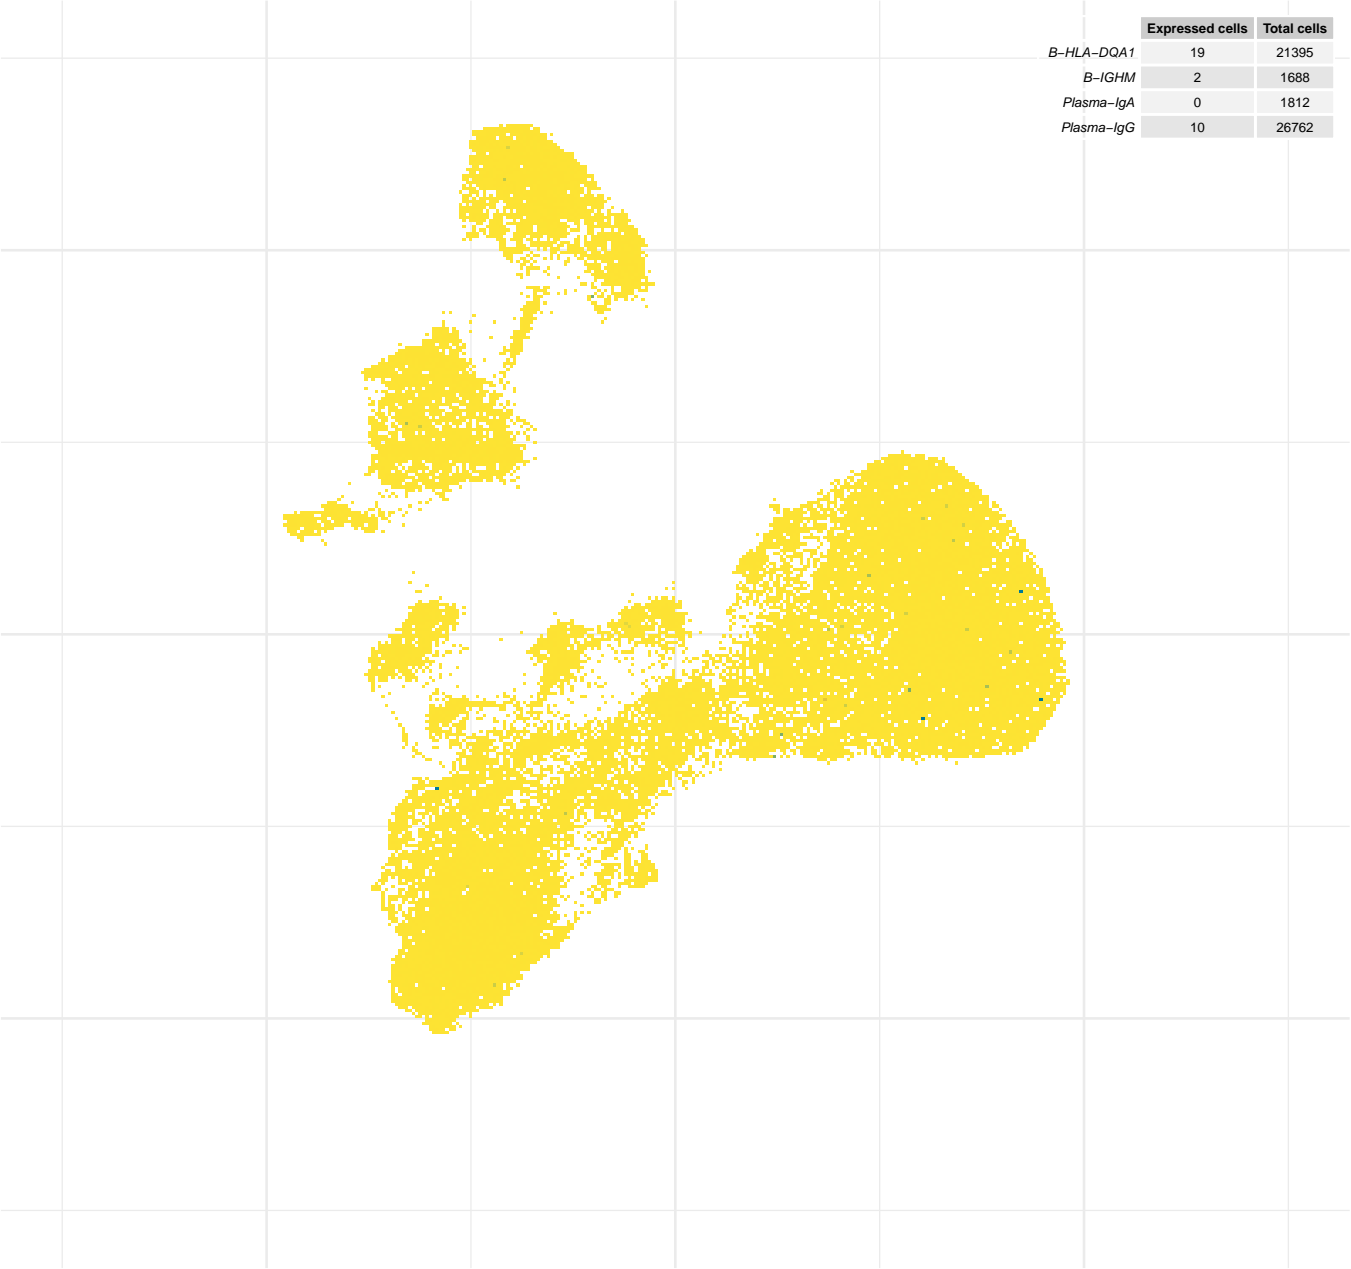 Expressed cells Total cells
B−HLA−DQA1 19 21395
B−IGHM 2 1688
Plasma−IgA 0 1812
Plasma−IgG 10 26762